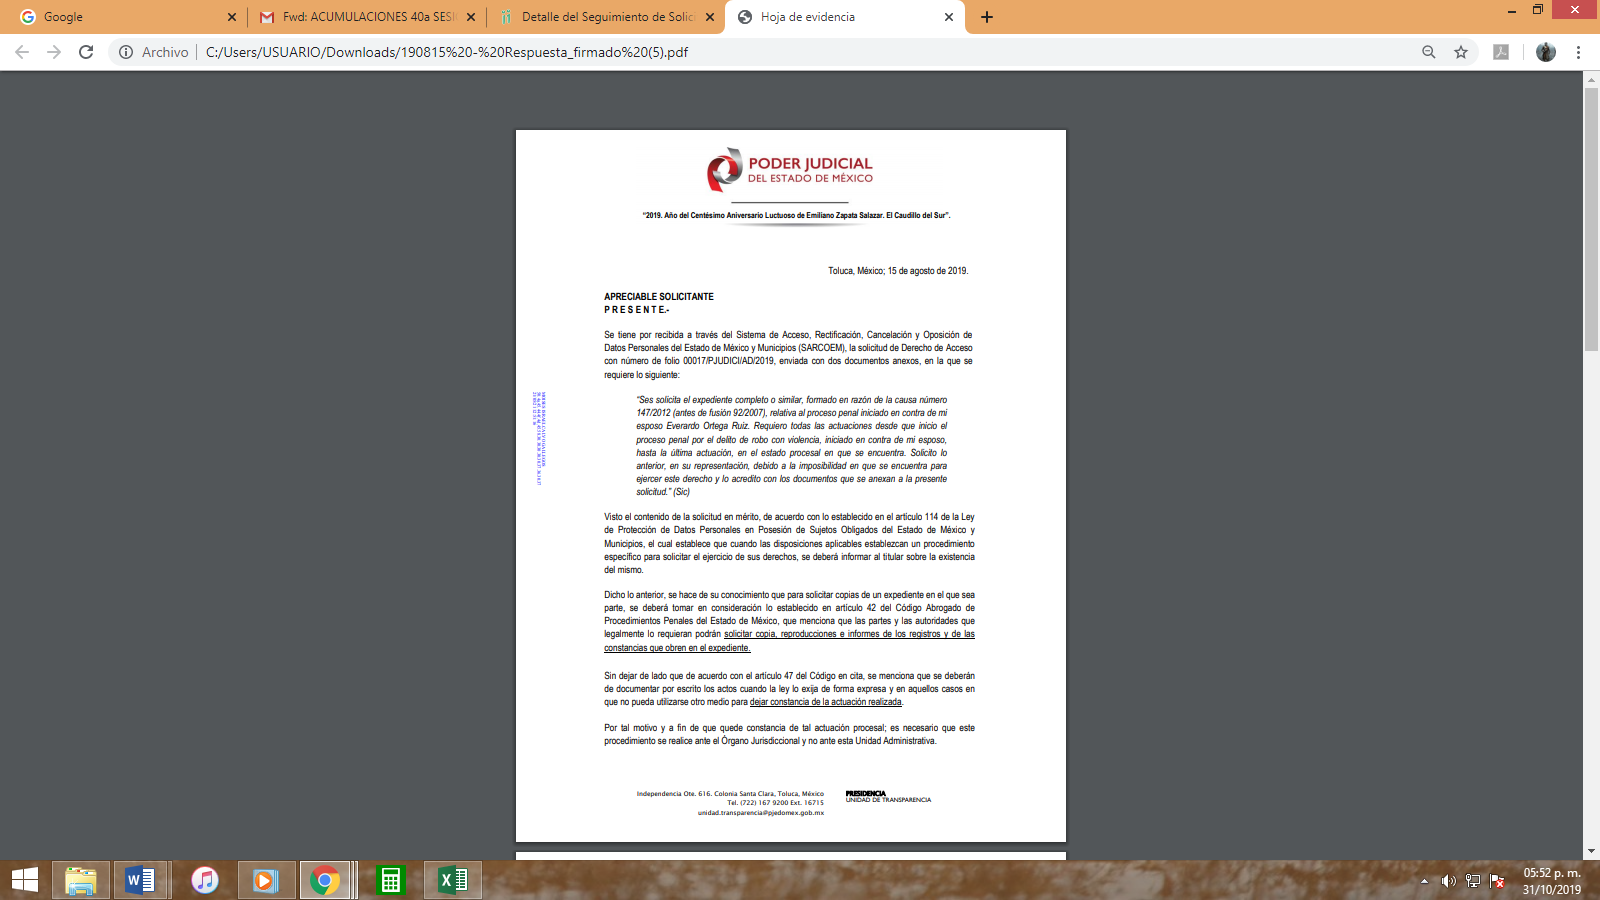 Google
Fwd: ACUMULACIONES 40a SESI
Detalle del Seguimiento de Solici
Hoja de evidencia
Archivo
C:/Users/USUARIO/Downloads/190815%20-%20Respuesta_firmado%20(5).pdf
PODER JUDICIAL
DEL ESTADO DE MÉXICO
“2019. Año del Centésimo Aniversario Luctuoso de Emiliano Zapata Salazar. El Caudillo del Sur”.
Toluca, México; 15 de agosto de 2019.
APRECIABLE SOLICITANTE
P R E S E N T E.-
Se tiene por recibida a través del Sistema de Acceso, Rectificación, Cancelación y Oposición de
Datos Personales del Estado de México y Municipios (SARCOEM), la solicitud de Derecho de Acceso
con número de folio 00017/PJUDICI/AD/2019, enviada con dos documentos anexos, en la que se
requiere lo siguiente:
“Ses solicita el expediente completo o similar, formado en razón de la causa número
147/2012 (antes de fusión 92/2007), relativa al proceso penal iniciado en contra de mi
esposo Everardo Ortega Ruiz. Requiero todas las actuaciones desde que inicio el
proceso penal por el delito de robo con violencia, iniciado en contra de mi esposo,
hasta la última actuación, en el estado procesal en que se encuentra. Solicito lo
anterior, en su representación, debido a la imposibilidad en que se encuentra para
ejercer este derecho y lo acredito con los documentos que se anexan a la presente
solicitud.” (Sic)
Visto el contenido de la solicitud en mérito, de acuerdo con lo establecido en el artículo 114 de la Ley
de Protección de Datos Personales en Posesión de Sujetos Obligados del Estado de México y
Municipios, el cual establece que cuando las disposiciones aplicables establezcan un procedimiento
específico para solicitar el ejercicio de sus derechos, se deberá informar al titular sobre la existencia
del mismo.
Dicho lo anterior, se hace de su conocimiento que para solicitar copias de un expediente en el que sea
parte, se deberá tomar en consideración lo establecido en artículo 42 del Código Abrogado de
Procedimientos Penales del Estado de México, que menciona que las partes y las autoridades que
legalmente lo requieran podrán solicitar copia, reproducciones e informes de los registros y de las
constancias que obren en el expediente.
Sin dejar de lado que de acuerdo con el artículo 47 del Código en cita, se menciona que se deberán
de documentar por escrito los actos cuando la ley lo exija de forma expresa y en aquellos casos en
que no pueda utilizarse otro medio para dejar constancia de la actuación realizada.
Por tal motivo y a fin de que quede constancia de tal actuación procesal; es necesario que este
procedimiento se realice ante el Órgano Jurisdiccional y no ante esta Unidad Administrativa.
Independencia Ote. 616. Colonia Santa Clara, Toluca, México
Tel. (722) 167 9200 Ext. 16715
unidad.transparencia@pjedomex.gob.mx
PRESIDENCIA
UNIDAD DE TRANSPARENCIA
05:52 p. m.
31/10/2019